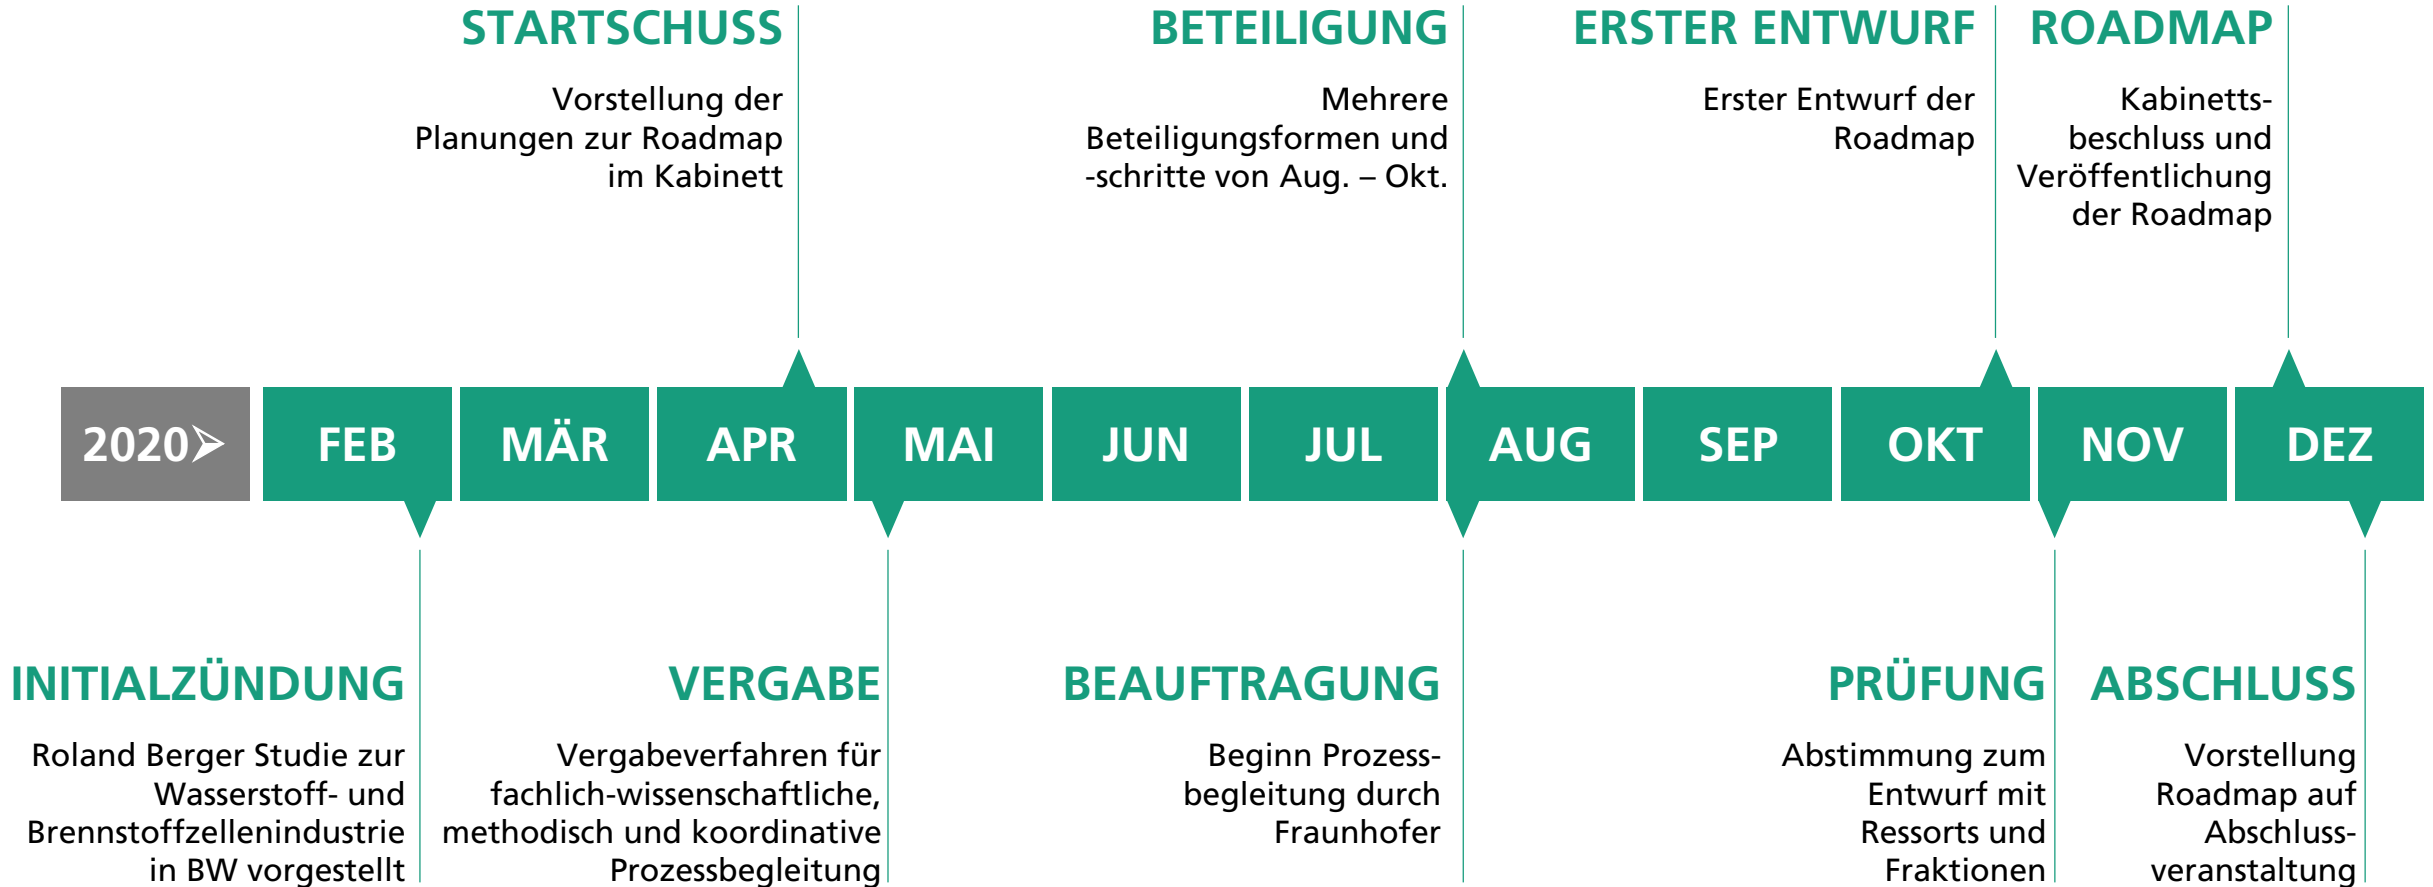 STARTSCHUSS
Vorstellung der
Planungen zur Roadmap
im Kabinett
BETEILIGUNG
Mehrere
Beteiligungsformen und
-schritte von Aug. – Okt.
ERSTER ENTWURF
Erster Entwurf der
Roadmap
ROADMAP
Kabinetts-
beschluss und
Veröffentlichung
der Roadmap
2020➢
FEB
MÄR
APR
MAI
JUN
JUL
AUG
SEP
OKT
NOV
DEZ
INITIALZÜNDUNG
Roland Berger Studie zur
Wasserstoff- und
Brennstoffzellenindustrie
in BW vorgestellt
VERGABE
Vergabeverfahren für
fachlich-wissenschaftliche,
methodisch und koordinative
Prozessbegleitung
BEAUFTRAGUNG
Beginn Prozess-
begleitung durch
Fraunhofer
PRÜFUNG
Abstimmung zum
Entwurf mit
Ressorts und
Fraktionen
ABSCHLUSS
Vorstellung
Roadmap auf
Abschluss-
veranstaltung